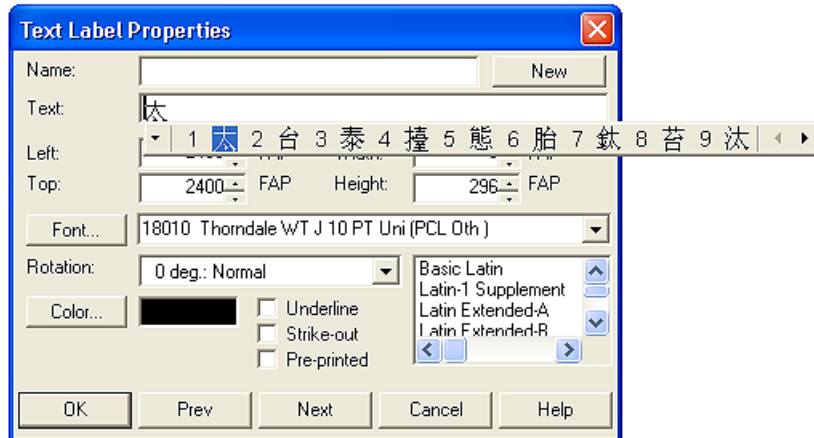 Text Label Properties
Name: New
Text: 太
1 太 2 台 3 泰 4 擡 5 態 6 胎 7 鈦 8 苔 9 汰
Left:
Top: 2400 FAP Height: 296 FAP
Font... 18010 Thorndale WT J 10 PT Uni (PCL Oth )
Rotation: 0 deg.: Normal
Basic Latin
Latin-1 Supplement
Latin Extended-A
Latin Extended-B
Color...
Underline
Strike-out
Pre-printed
OK Prev Next Cancel Help